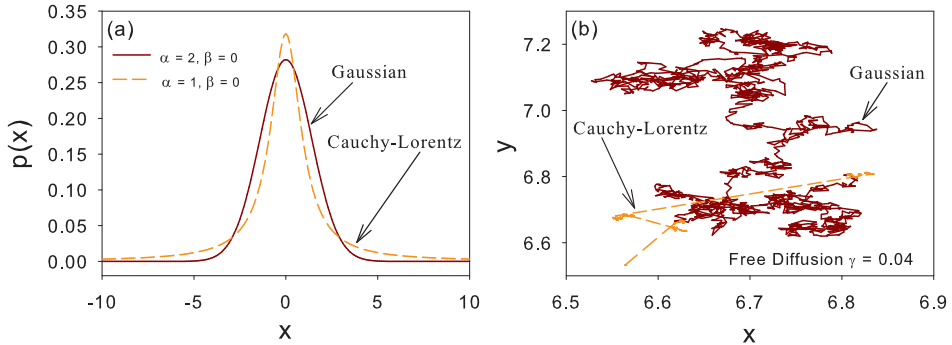 (a)
α = 2, β = 0
α = 1, β = 0
Gaussian
Cauchy-Lorentz
0.35
0.30
0.25
0.20
0.15
0.10
0.05
0.00
p(x)
-10
-5
0
5
10
x
(b)
Gaussian
Cauchy-Lorentz
Free Diffusion γ = 0.04
7.2
7.0
6.8
6.6
y
6.5
6.6
6.7
6.8
6.9
x